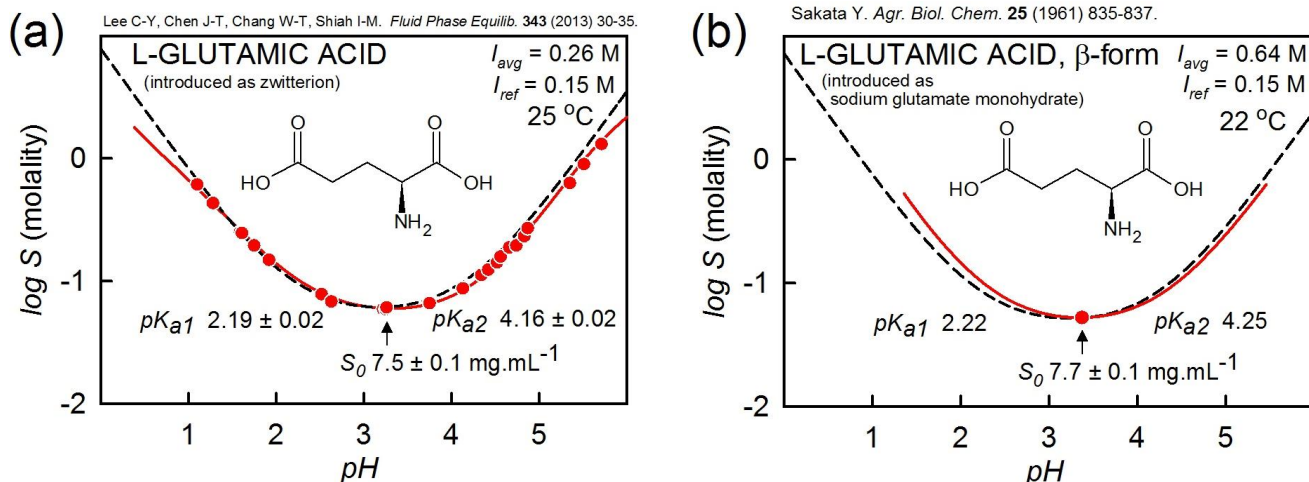 (a)
Lee C-Y, Chen J-T, Chang W-T, Shiah I-M. Fluid Phase Equilib. 343 (2013) 30-35.
L-GLUTAMIC ACID
(introduced as zwitterion)
Iavg = 0.26 M
Iref = 0.15 M
25 °C
O
O
HO
OH
NH2
log S (molality)
0
-1
-2
pKa1 2.19 ± 0.02
pKa2 4.16 ± 0.02
S0 7.5 ± 0.1 mg.mL-1
1 2 3 4 5
pH
(b)
Sakata Y. Agr. Biol. Chem. 25 (1961) 835-837.
L-GLUTAMIC ACID, β-form
(introduced as
sodium glutamate monohydrate)
Iavg = 0.64 M
Iref = 0.15 M
22 °C
O
O
HO
OH
NH2
log S (molality)
0
-1
-2
pKa1 2.22
pKa2 4.25
S0 7.7 ± 0.1 mg.mL-1
1 2 3 4 5
pH